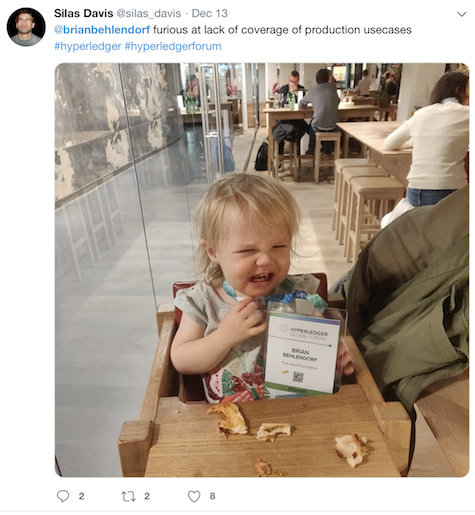 Silas Davis @silas_davis · Dec 13
@brianbehlendorf furious at lack of coverage of production usecases
#hyperledger #hyperledgerforum
HYPERLEDGER
GLOBAL FORUM
BRIAN
BEHLENDORF
The Linux Foundation
2 2 8